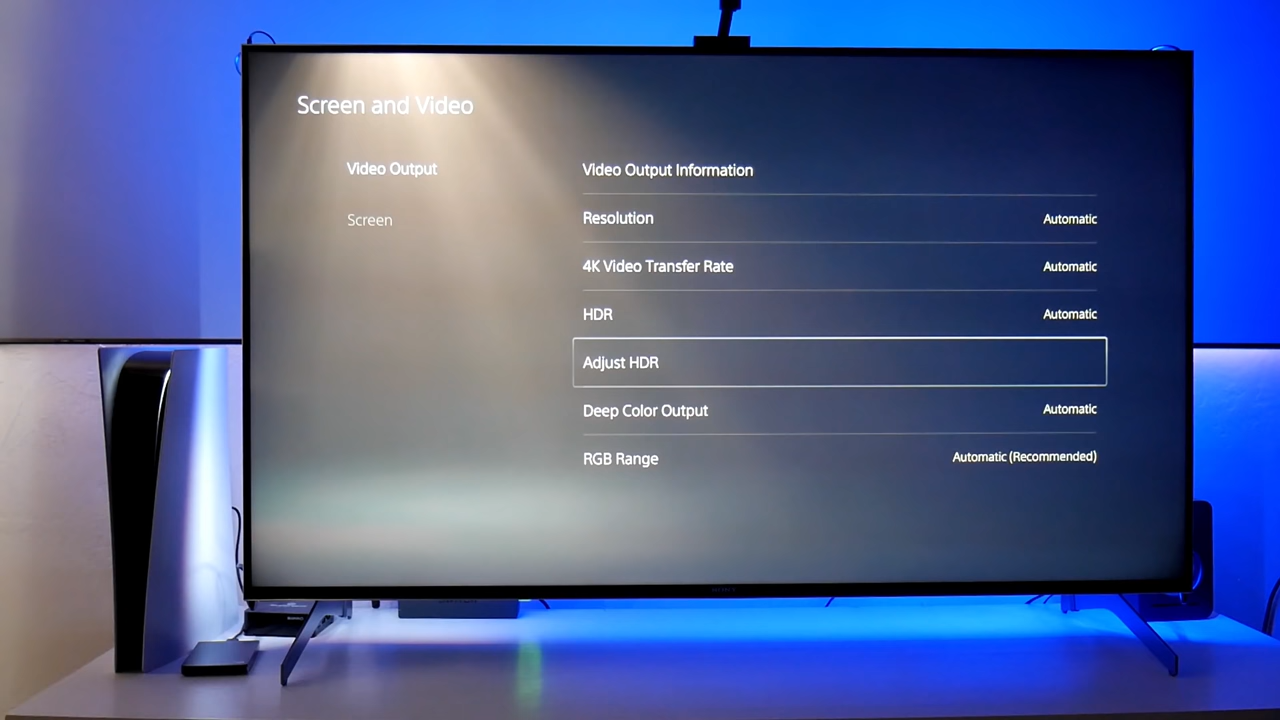 Screen and Video
Video Output
Screen
Video Output Information
Resolution Automatic
4K Video Transfer Rate Automatic
HDR Automatic
Adjust HDR
Deep Color Output Automatic
RGB Range Automatic (Recommended)